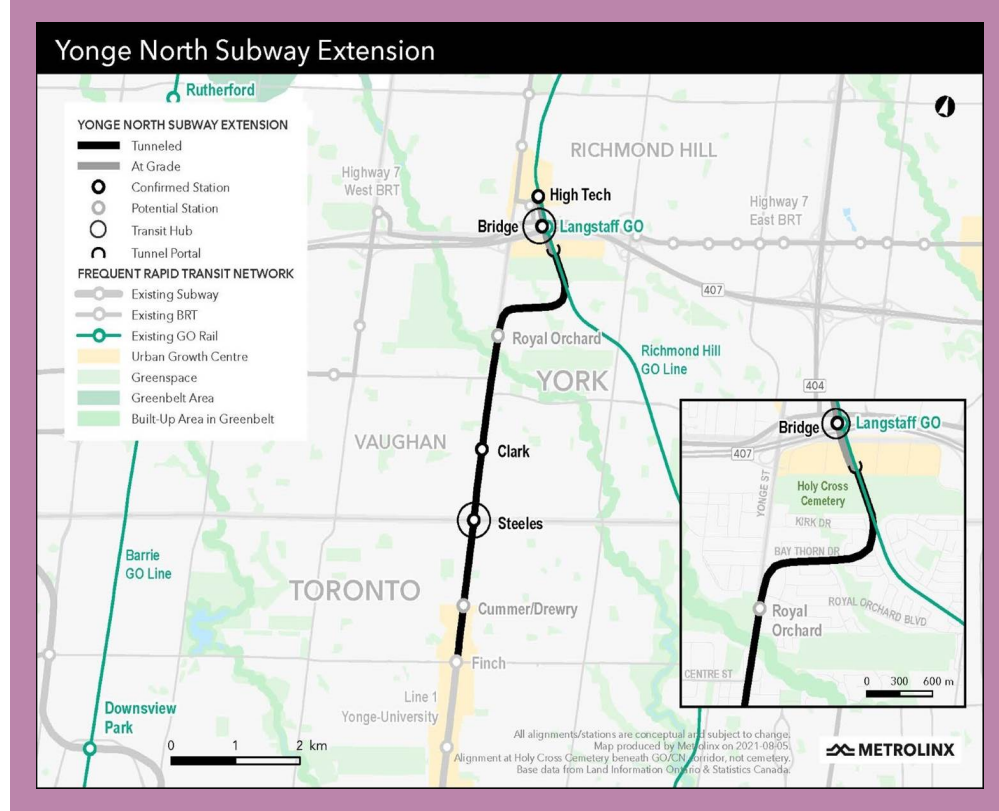 Yonge North Subway Extension
Rutherford
YONGE NORTH SUBWAY EXTENSION
Tunneled
At Grade
Confirmed Station
Potential Station
Transit Hub
Tunnel Portal
FREQUENT RAPID TRANSIT NETWORK
Existing Subway
Existing BRT
Existing GO Rail
Urban Growth Centre
Greenspace
Greenbelt Area
Built-Up Area in Greenbelt
RICHMOND HILL
Highway 7
West BRT
High Tech
Highway 7
East BRT
Bridge
Langstaff GO
407
Royal Orchard
Richmond Hill
GO Line
YORK
404
VAUGHAN
Clark
Steeles
Barrie
GO Line
TORONTO
Cummer/Drewry
Finch
Line 1
Yonge-University
Downsview
Park
0 1 2 km
Bridge
Langstaff GO
407
YONGE ST
Holy Cross
Cemetery
KIRK DR
BAY THORN DR
ROYAL ORCHARD BLVD
Royal
Orchard
CENTRE ST
0 300 600 m
All alignments/stations are conceptual and subject to change.
Map produced by Metrolinx on 2021-08-05.
Alignment at Holy Cross Cemetery beneath GO/CN corridor, not cemetery.
Base data from Land Information Ontario & Statistics Canada.
METROLINX